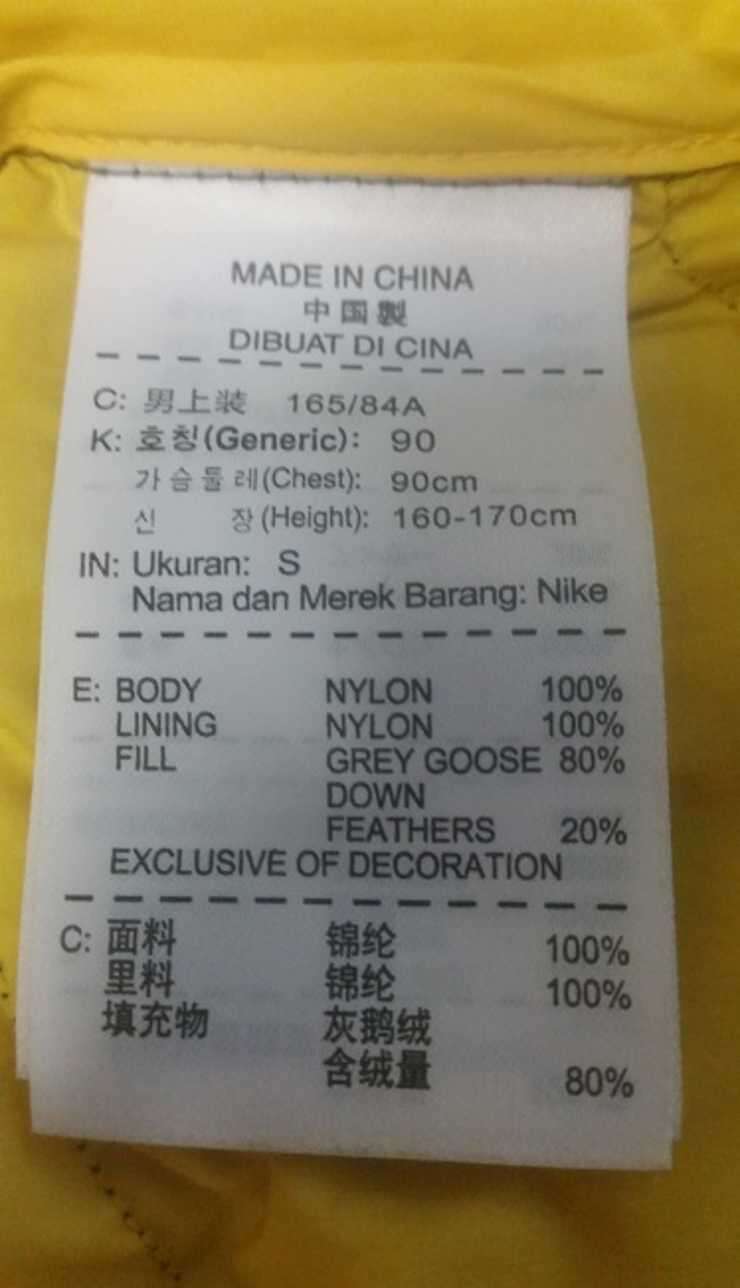 MADE IN CHINA
中国製
DIBUAT DI CINA
C: 男上装 165/84A
K: 호칭(Generic): 90
가슴둘레(Chest): 90cm
신 장(Height): 160-170cm
IN: Ukuran: S
Nama dan Merek Barang: Nike
E: BODY NYLON 100%
LINING NYLON 100%
FILL GREY GOOSE 80%
DOWN
FEATHERS 20%
EXCLUSIVE OF DECORATION
C: 面料 锦纶 100%
里料 锦纶 100%
填充物 灰鹅绒
含绒量 80%